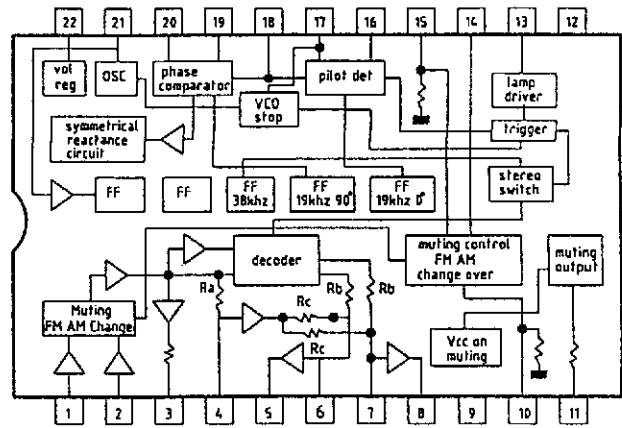 22 21 20 19 18 17 16 15 14 13 12
vol
reg
OSC
phase
comparator
pilot det
lamp
driver
VCO
stop
trigger
symmetrical
reactance
circuit
stereo
switch
FF
FF
FF
38khz
FF
19khz 90°
FF
19khz 0°
decoder
muting control
FM AM
change over
muting
output
Ra
Rb
Rb
Rc
Rc
Muting
FM AM Change
Vcc on
muting
1 2 3 4 5 6 7 8 9 10 11